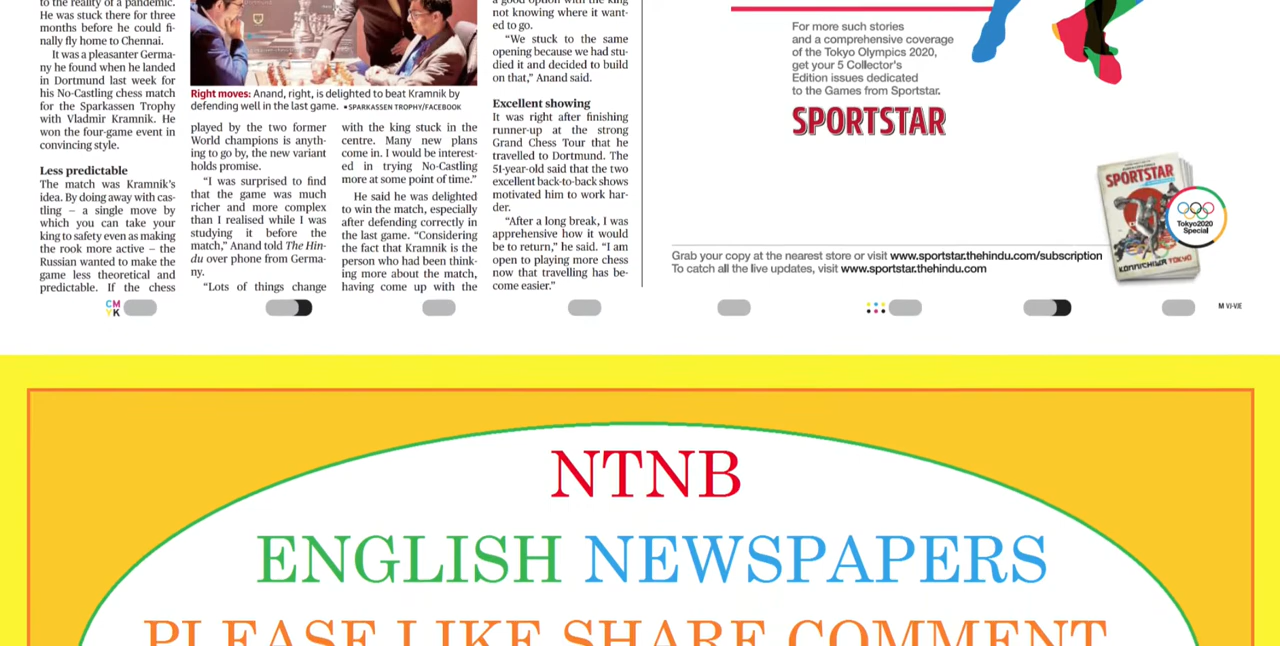 to the reality of a pandemic.
He was stuck there for three
months before he could fi-
nally fly home to Chennai.
It was a pleasanter Germa-
ny he found when he landed
in Dortmund last week for
his No-Castling chess match
for the Sparkassen Trophy
with Vladmir Kramnik. He
won the four-game event in
convincing style.
Less predictable
The match was Kramnik's
idea. By doing away with cas-
tling – a single move by
which you can take your
king to safety even as making
the rook more active – the
Russian wanted to make the
game less theoretical and
predictable. If the chess
Right moves: Anand, right, is delighted to beat Kramnik by
defending well in the last game. •SPARKASSEN TROPHY/FACEBOOK
played by the two former
World champions is anyth-
ing to go by, the new variant
holds promise.
“I was surprised to find
that the game was much
richer and more complex
than I realised while I was
studying it before the
match,” Anand told The Hin-
du over phone from Germa-
ny.
“Lots of things change
with the king stuck in the
centre. Many new plans
come in. I would be interest-
ed in trying No-Castling
more at some point of time.”
He said he was delighted
to win the match, especially
after defending correctly in
the last game. “Considering
the fact that Kramnik is the
person who had been think-
ing more about the match,
having come up with the
a good option with the king
not knowing where it want-
ed to go.
“We stuck to the same
opening because we had stu-
died it and decided to build
on that,” Anand said.
Excellent showing
It was right after finishing
runner-up at the strong
Grand Chess Tour that he
travelled to Dortmund. The
51-year-old said that the two
excellent back-to-back shows
motivated him to work har-
der.
“After a long break, I was
apprehensive how it would
be to return,” he said. “I am
open to playing more chess
now that travelling has be-
come easier.”
For more such stories
and a comprehensive coverage
of the Tokyo Olympics 2020,
get your 5 Collector's
Edition issues dedicated
to the Games from Sportstar.
SPORTSTAR
SPORTSTAR
Tokyo2020
Special
KONNICHIWA TOKYO
Grab your copy at the nearest store or visit www.sportstar.thehindu.com/subscription
To catch all the live updates, visit www.sportstar.thehindu.com
CM
YK
M VJ-VJE
NTNB
ENGLISH NEWSPAPERS
PLEASE LIKE SHARE COMMENT